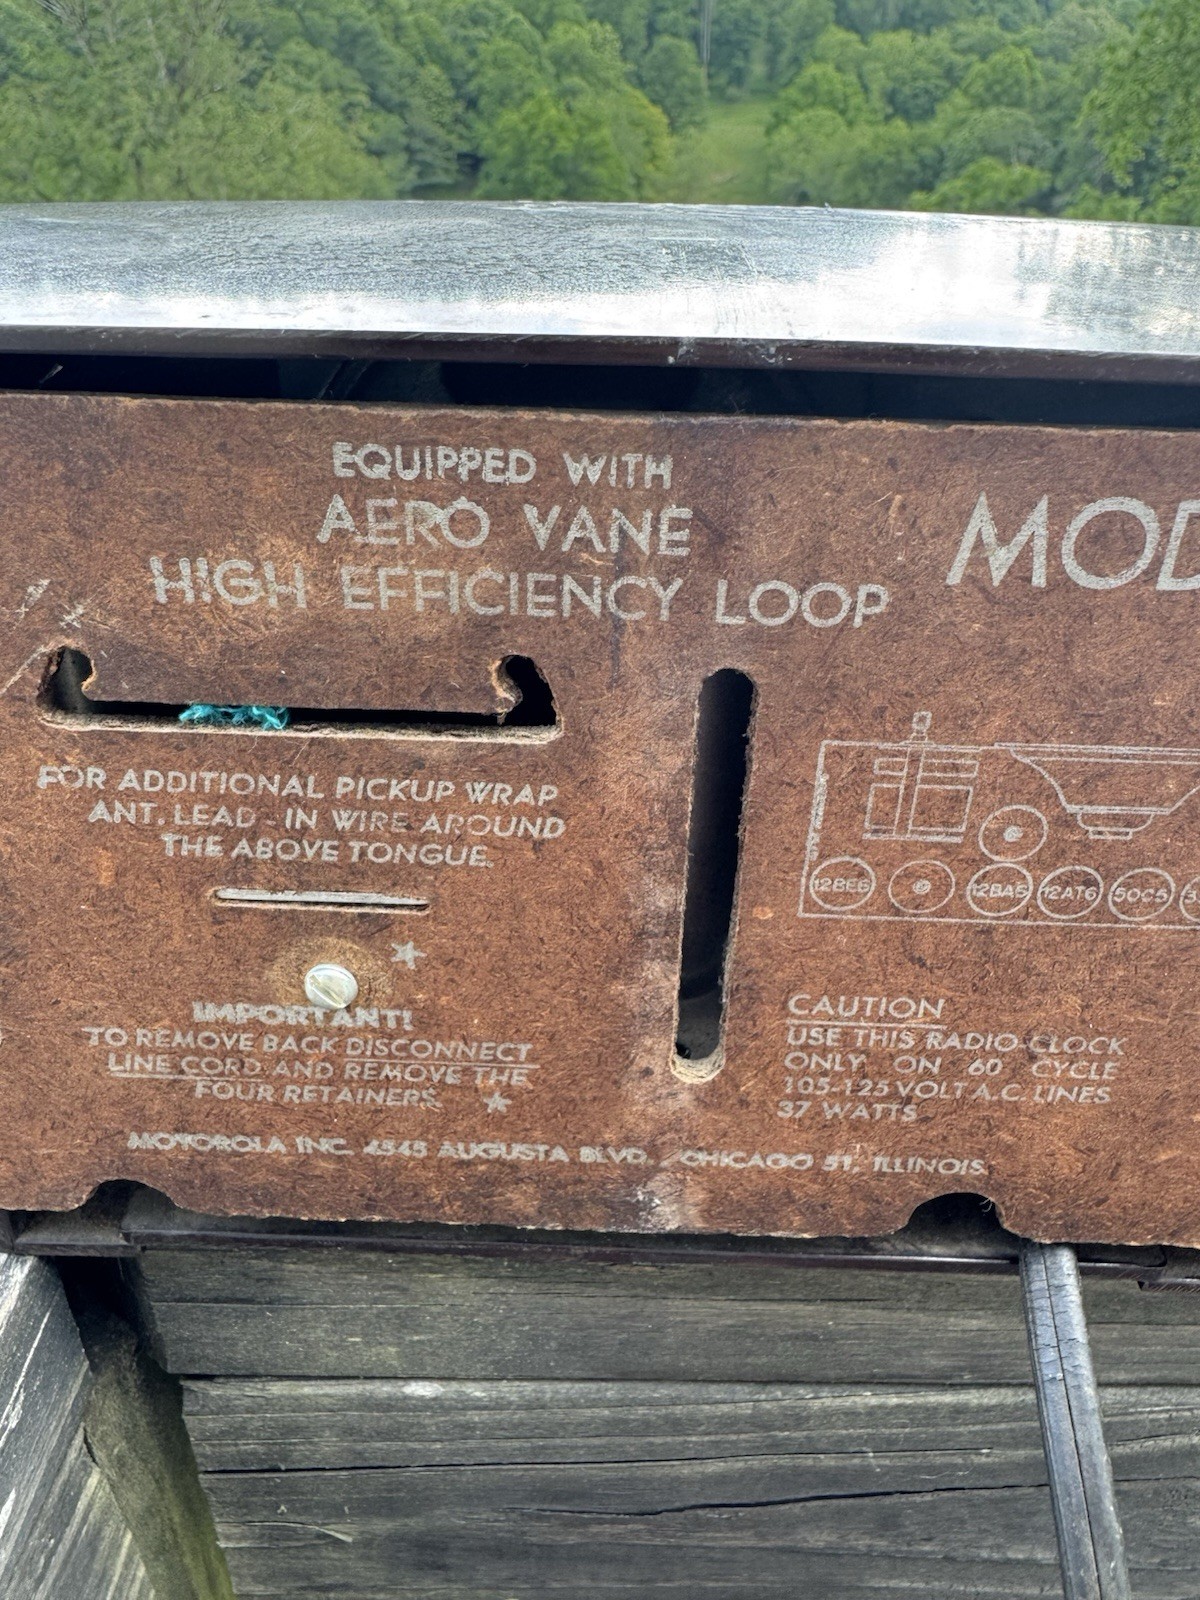 EQUIPPED WITH
AERO VANE
HIGH EFFICIENCY LOOP
MOD
FOR ADDITIONAL PICKUP WRAP
ANT. LEAD-IN WIRE AROUND
THE ABOVE TONGUE.
12BE6
12BA6
12AT6
50C5
IMPORTANT!
TO REMOVE BACK DISCONNECT
LINE CORD AND REMOVE THE
FOUR RETAINERS.
CAUTION
USE THIS RADIO-CLOCK
ONLY ON 60 CYCLE
105-125 VOLT A.C. LINES
37 WATTS
MOTOROLA INC. 4545 AUGUSTA BLVD. CHICAGO 51, ILLINOIS